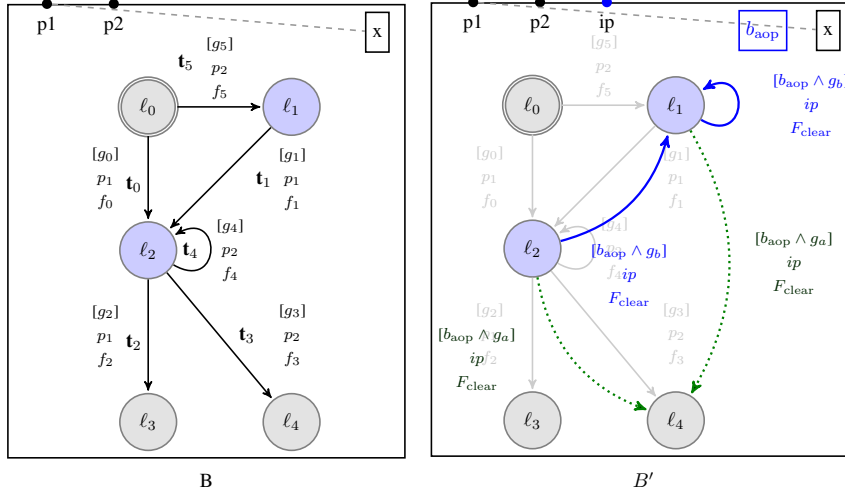 p1 p2
x
t₅
[g₅]
p₂
f₅
ℓ₀
ℓ₁
[g₀]
p₁
f₀
t₀
t₁
[g₁]
p₁
f₁
ℓ₂
t₄
[g₄]
p₂
f₄
[g₂]
p₁
f₂
t₂
t₃
[g₃]
p₂
f₃
ℓ₃
ℓ₄
B
p1 p2 ip
b_aop
x
[g₅]
p₂
f₅
ℓ₀
ℓ₁
[b_aop ∧ g_b]
ip
F_clear
[g₀]
p₁
f₀
[g₁]
p₁
f₁
ℓ₂
[g₄]
f₄
[b_aop ∧ g_b]
ip
F_clear
[b_aop ∧ g_a]
ip
F_clear
[g₂]
f₂
[b_aop ∧ g_a]
ip
F_clear
[g₃]
p₂
f₃
ℓ₃
ℓ₄
B′